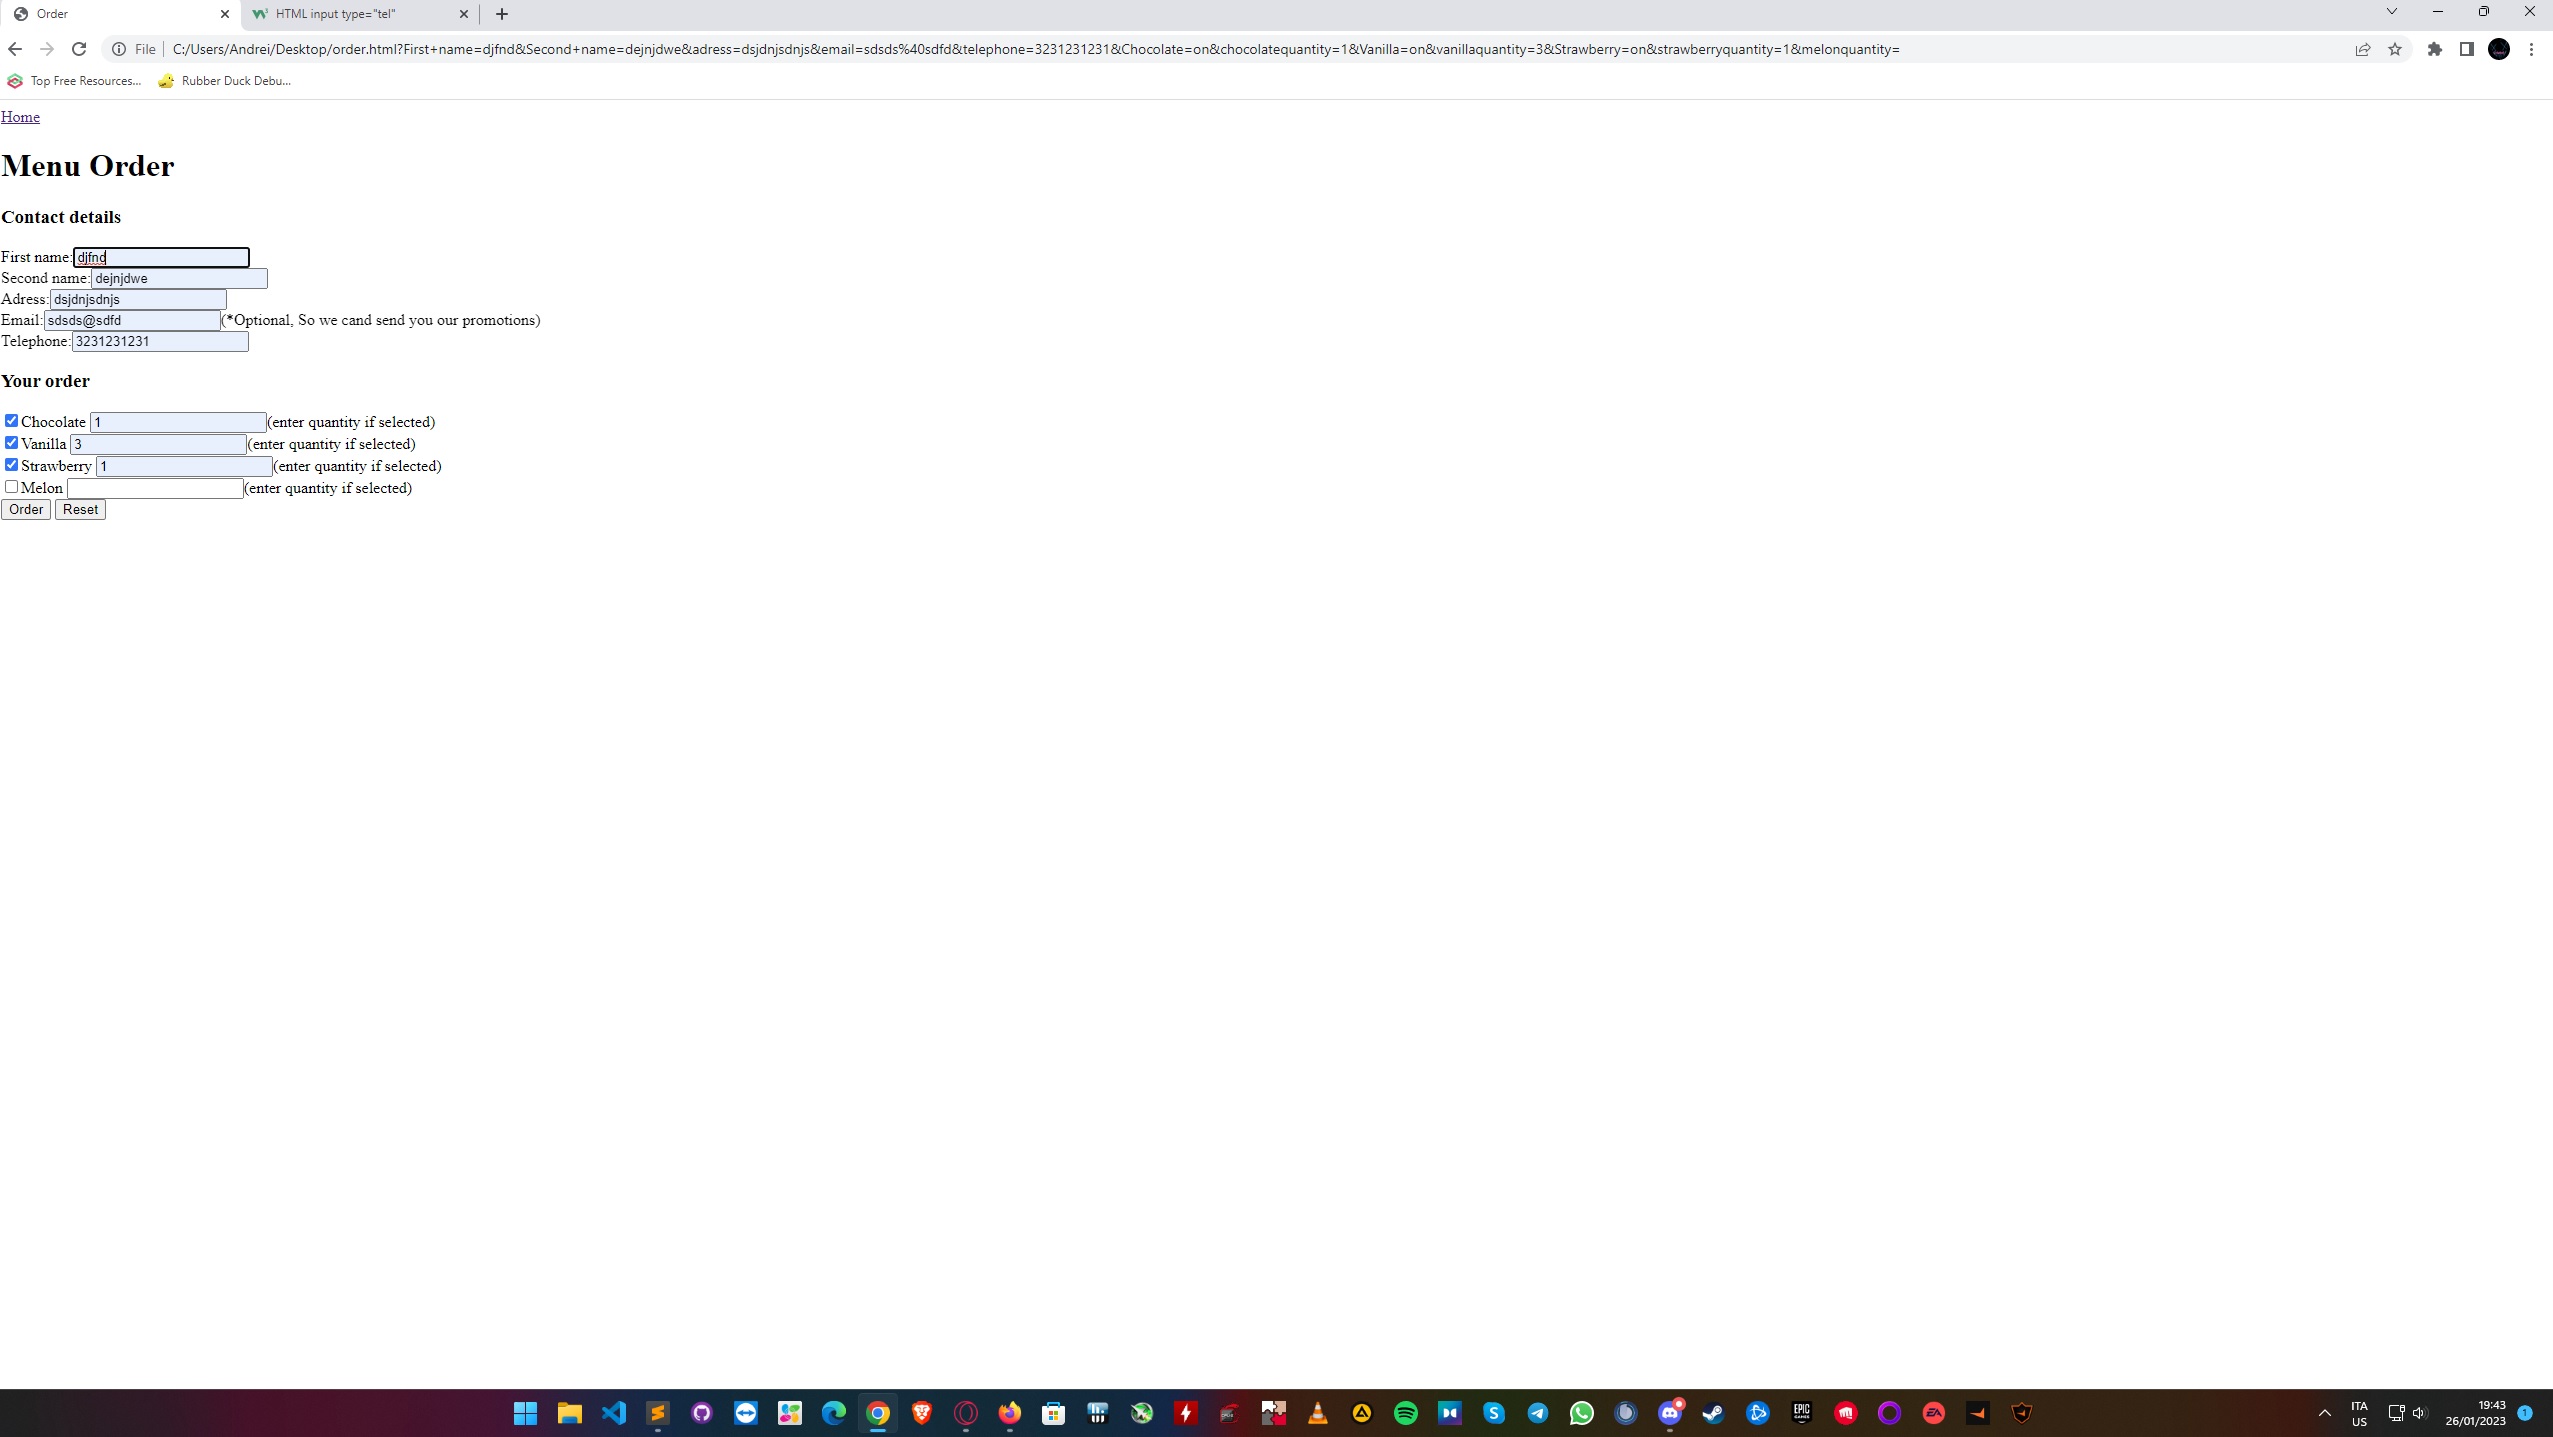 Order
HTML input type="tel"
File
C:/Users/Andrei/Desktop/order.html?First+name=djfnd&Second+name=dejnjdwe&adress=dsjdnjsdnjs&email=sdsds%40sdfd&telephone=3231231231&Chocolate=on&chocolatequantity=1&Vanilla=on&vanillaquantity=3&Strawberry=on&strawberryquantity=1&melonquantity=
Top Free Resources... Rubber Duck Debu...
Home
Menu Order
Contact details
First name: djfnd
Second name: dejnjdwe
Adress: dsjdnjsdnjs
Email: sdsds@sdfd (*Optional, So we cand send you our promotions)
Telephone: 3231231231
Your order
Chocolate 1 (enter quantity if selected)
Vanilla 3 (enter quantity if selected)
Strawberry 1 (enter quantity if selected)
Melon (enter quantity if selected)
Order Reset
ITA
US
19:43
26/01/2023
1